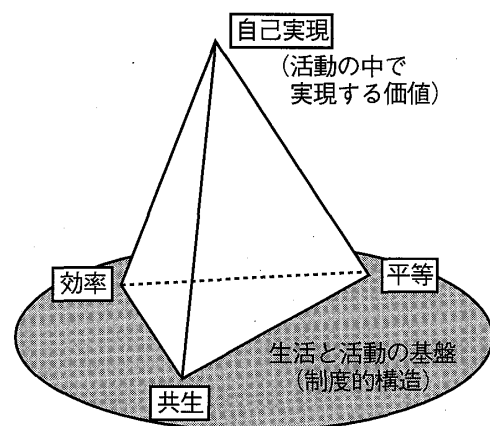 自己実現
(活動の中で
実現する価値)
効率
平等
生活と活動の基盤
(制度的構造)
共生